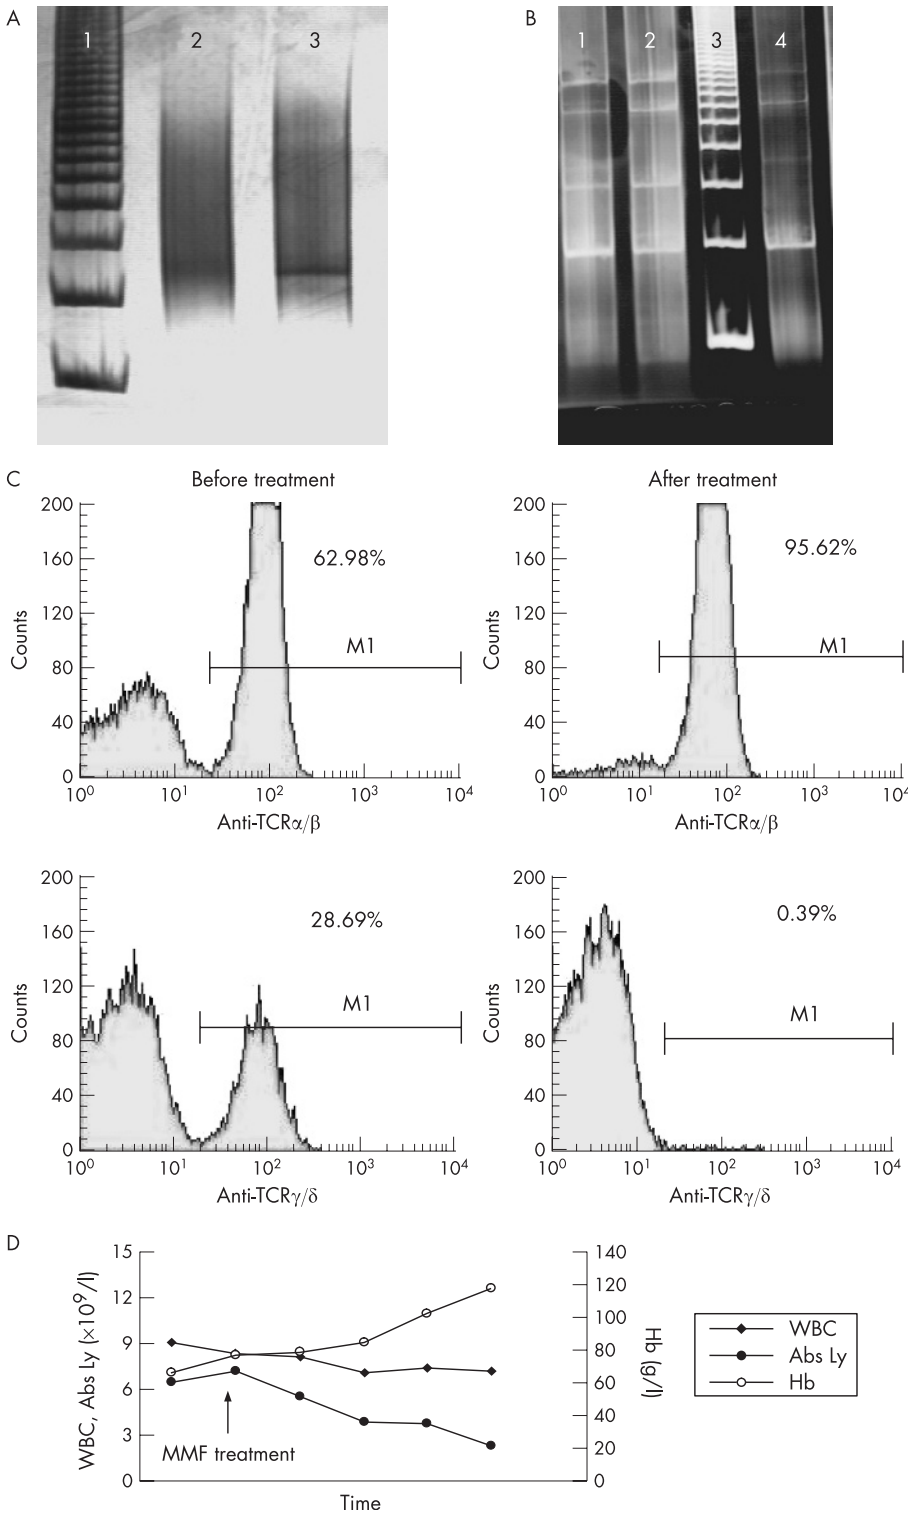 A
1 2 3
B
1 2 3 4
C
Before treatment
200
160
120
80
40
0
Counts
62.98%
M1
10⁰ 10¹ 10² 10³ 10⁴
Anti-TCRα/β
After treatment
200
160
120
80
40
0
Counts
95.62%
M1
10⁰ 10¹ 10² 10³ 10⁴
Anti-TCRα/β
200
160
120
80
40
0
Counts
28.69%
M1
10⁰ 10¹ 10² 10³ 10⁴
Anti-TCRγ/δ
200
160
120
80
40
0
Counts
0.39%
M1
10⁰ 10¹ 10² 10³ 10⁴
Anti-TCRγ/δ
D
15
12
9
6
3
0
WBC, Abs Ly (×10⁹/l)
MMF treatment
Time
140
120
100
80
60
40
20
0
Hb (g/l)
WBC
Abs Ly
Hb